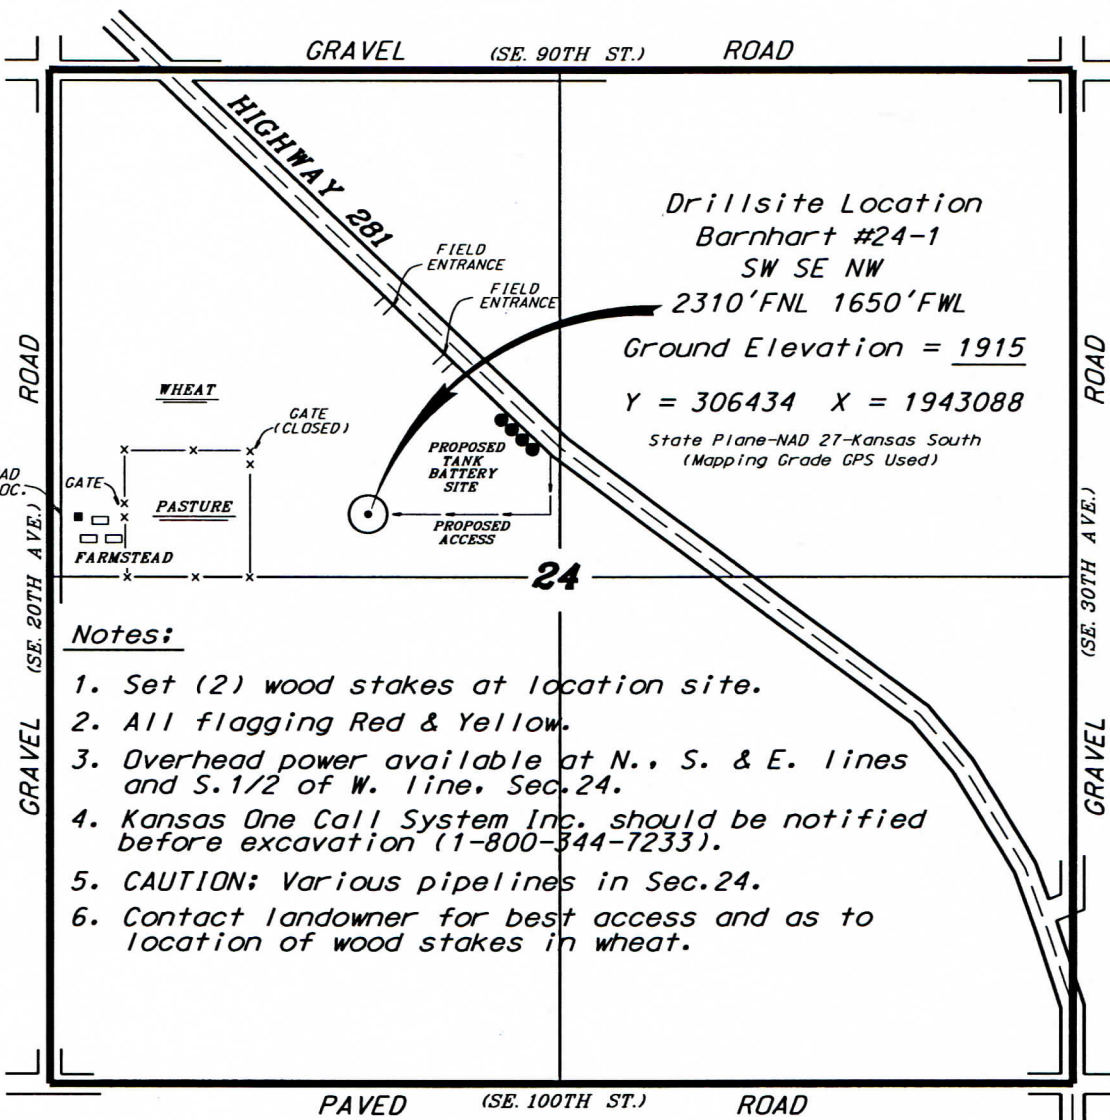 GRAVEL (SE. 90TH ST.) ROAD
HIGHWAY 281
Drillsite Location
Barnhart #24-1
SW SE NW
2310'FNL 1650'FWL
Ground Elevation = 1915
Y = 306434 X = 1943088
State Plane-NAD 27-Kansas South
(Mapping Grade GPS Used)
FIELD
ENTRANCE
FIELD
ENTRANCE
WHEAT
GATE
(CLOSED)
GATE
PASTURE
FARMSTEAD
PROPOSED
TANK
BATTERY
SITE
PROPOSED
ACCESS
24
GRAVEL (SE. 20TH AVE.) ROAD
GRAVEL (SE. 30TH AVE.) ROAD
Notes:
1. Set (2) wood stakes at location site.
2. All flagging Red & Yellow.
3. Overhead power available at N., S. & E. lines
and S.1/2 of W. line, Sec.24.
4. Kansas One Call System Inc. should be notified
before excavation (1-800-344-7233).
5. CAUTION: Various pipelines in Sec.24.
6. Contact landowner for best access and as to
location of wood stakes in wheat.
PAVED (SE. 100TH ST.) ROAD